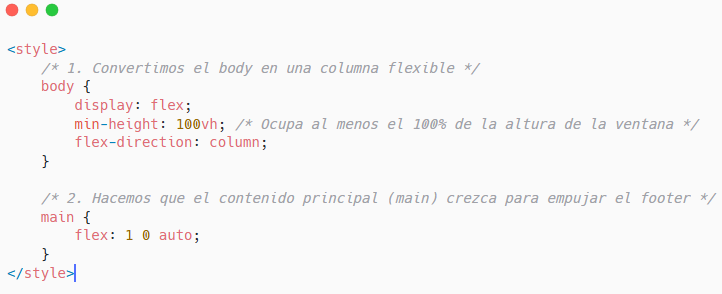 <style>
/* 1. Convertimos el body en una columna flexible */
body {
display: flex;
min-height: 100vh; /* Ocupa al menos el 100% de la altura de la ventana */
flex-direction: column;
}
/* 2. Hacemos que el contenido principal (main) crezca para empujar el footer */
main {
flex: 1 0 auto;
}
</style>